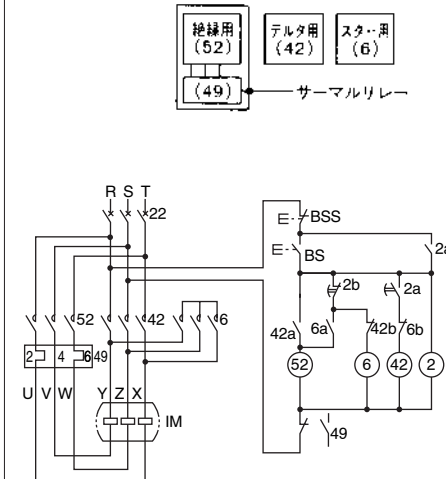 絶縁用
(52)
デルタ用
(42)
スター用
(6)
(49)
サーマルリレー
R S T
22
BSS
BS
2a
2b
2a
52
42
6
42a
6a
42b
6b
2
4
6
49
52
6
42
2
U V W
Y Z X
IM
49